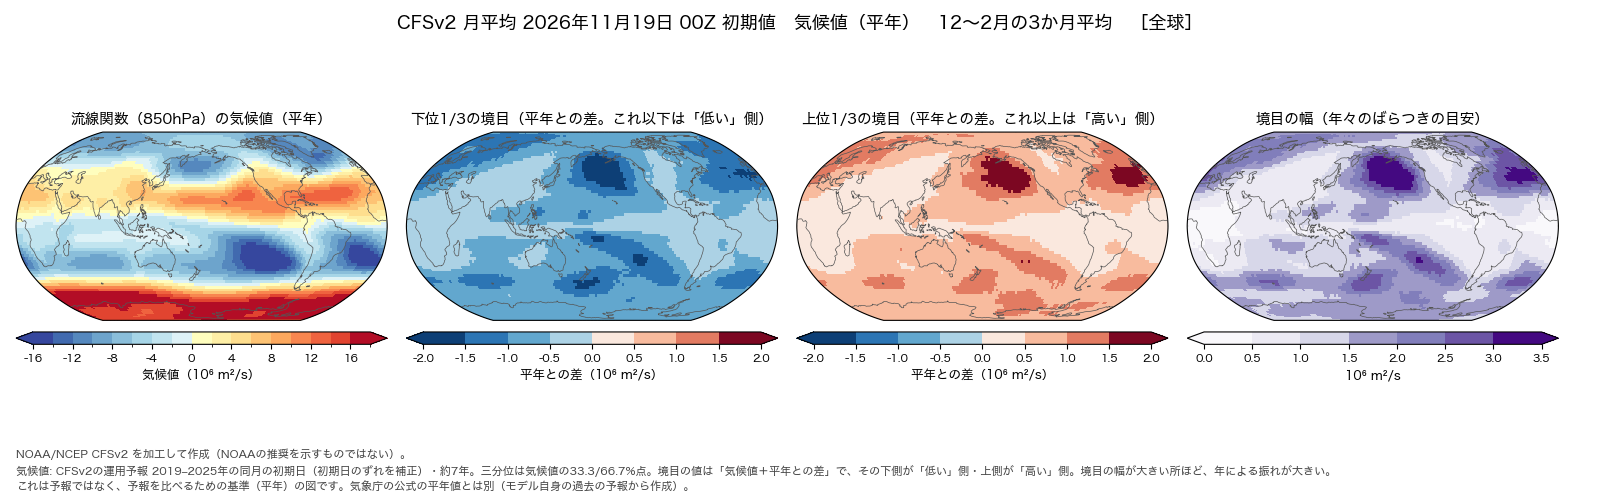 CFSv2 月平均 2026年11月19日 00Z 初期値　気候値（平年）　12～2月の3か月平均　［全球］
流線関数（850hPa）の気候値（平年）
下位1/3の境目（平年との差。これ以下は「低い」側）
上位1/3の境目（平年との差。これ以上は「高い」側）
境目の幅（年々のばらつきの目安）
-16 -12 -8 -4 0 4 8 12 16
-2.0 -1.5 -1.0 -0.5 0.0 0.5 1.0 1.5 2.0
-2.0 -1.5 -1.0 -0.5 0.0 0.5 1.0 1.5 2.0
0.0 0.5 1.0 1.5 2.0 2.5 3.0 3.5
気候値（10⁶ m²/s）
平年との差（10⁶ m²/s）
平年との差（10⁶ m²/s）
10⁶ m²/s
NOAA/NCEP CFSv2 を加工して作成（NOAAの推奨を示すものではない）。
気候値: CFSv2の運用予報 2019–2025年の同月の初期日（初期日のずれを補正）・約7年。三分位は気候値の33.3/66.7%点。境目の値は「気候値＋平年との差」で、その下側が「低い」側・上側が「高い」側。境目の幅が大きい所ほど、年による振れが大きい。
これは予報ではなく、予報を比べるための基準（平年）の図です。気象庁の公式の平年値とは別（モデル自身の過去の予報から作成）。